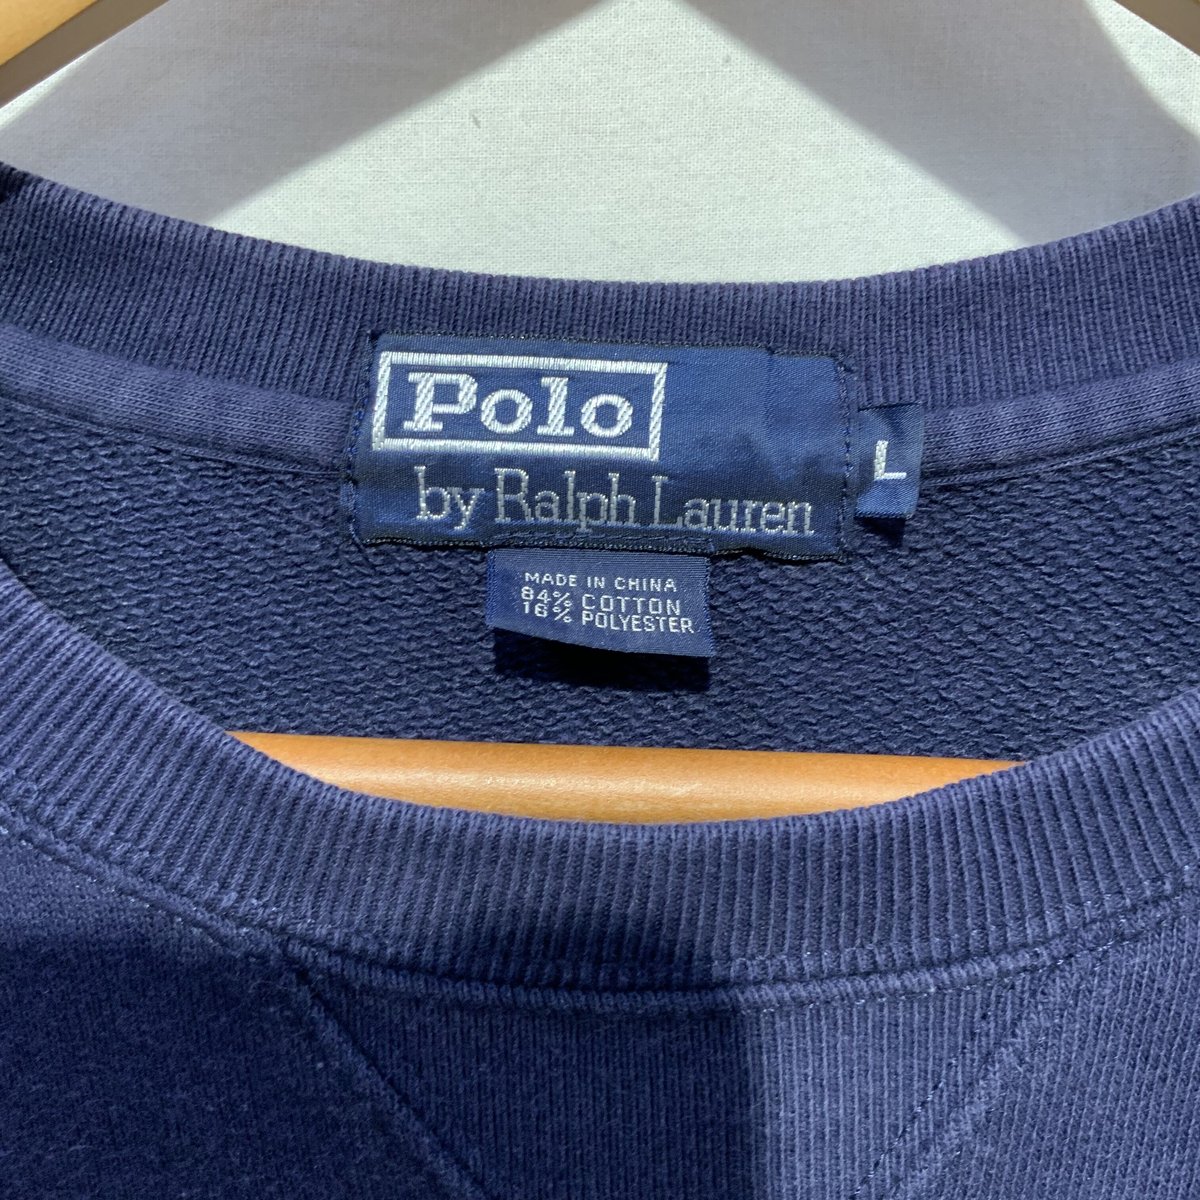 Polo
by Ralph Lauren
L
MADE IN CHINA
84% COTTON
16% POLYESTER